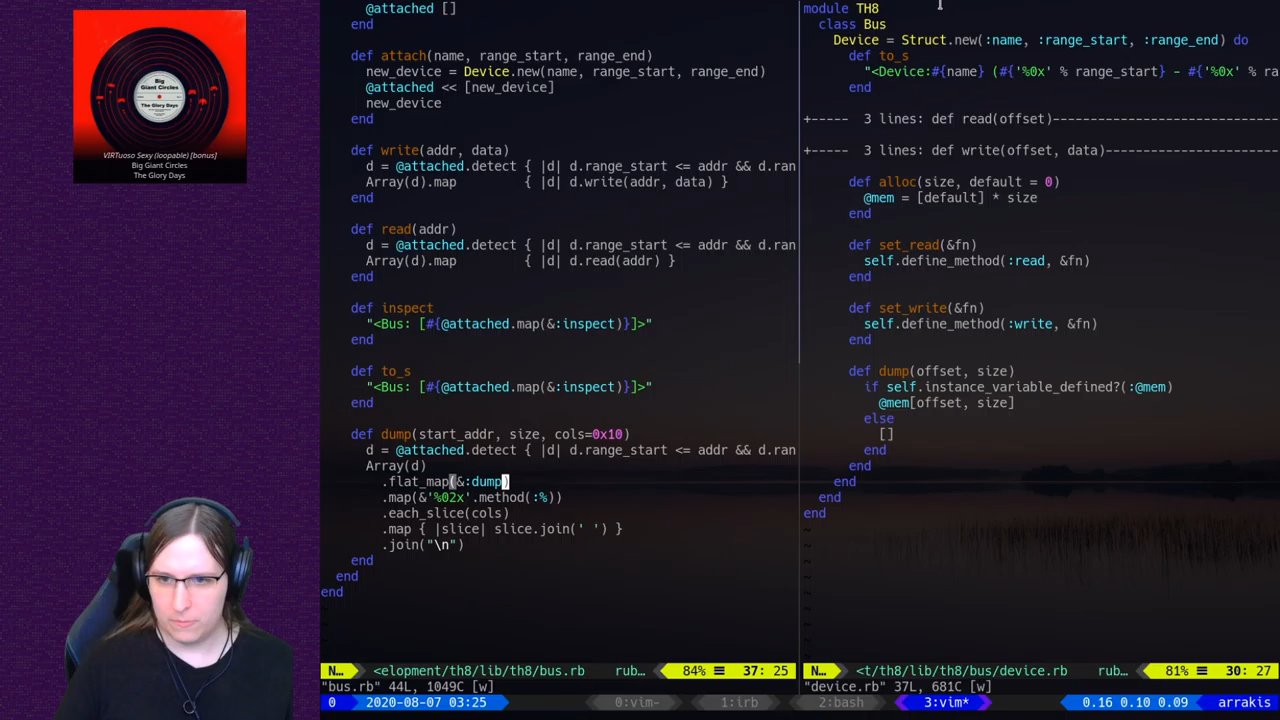 Big
Giant Circles
The Glory Days
VIRTuoso Sexy (loopable) [bonus]
Big Giant Circles
The Glory Days
@attached []
end
def attach(name, range_start, range_end)
new_device = Device.new(name, range_start, range_end)
@attached << [new_device]
new_device
end
def write(addr, data)
d = @attached.detect { |d| d.range_start <= addr && d.ran
Array(d).map { |d| d.write(addr, data) }
end
def read(addr)
d = @attached.detect { |d| d.range_start <= addr && d.ran
Array(d).map { |d| d.read(addr) }
end
def inspect
"<Bus: [#{@attached.map(&:inspect)}]>"
end
def to_s
"<Bus: [#{@attached.map(&:inspect)}]>"
end
def dump(start_addr, size, cols=0x10)
d = @attached.detect { |d| d.range_start <= addr && d.ran
Array(d)
.flat_map(&:dump)
.map(&'%02x'.method(:%))
.each_slice(cols)
.map { |slice| slice.join(' ') }
.join("\n")
end
end
end
~
~
~
~
N... <elopment/th8/lib/th8/bus.rb rub... 84% ≡ 37: 25
"bus.rb" 44L, 1049C [w]
module TH8
class Bus
Device = Struct.new(:name, :range_start, :range_end) do
def to_s
"<Device:#{name} (#{'%0x' % range_start} - #{'%0x' % ra
end
+----- 3 lines: def read(offset)----------------------------
+----- 3 lines: def write(offset, data)-----------------------
def alloc(size, default = 0)
@mem = [default] * size
end
def set_read(&fn)
self.define_method(:read, &fn)
end
def set_write(&fn)
self.define_method(:write, &fn)
end
def dump(offset, size)
if self.instance_variable_defined?(:@mem)
@mem[offset, size]
else
[]
end
end
end
end
end
~
~
~
~
~
~
~
~
~
N... <t/th8/lib/th8/bus/device.rb rub... 81% ≡ 30: 27
"device.rb" 37L, 681C [w]
0 2020-08-07 03:25 0:vim- 1:irb 2:bash 3:vim* 0.16 0.10 0.09 arrakis